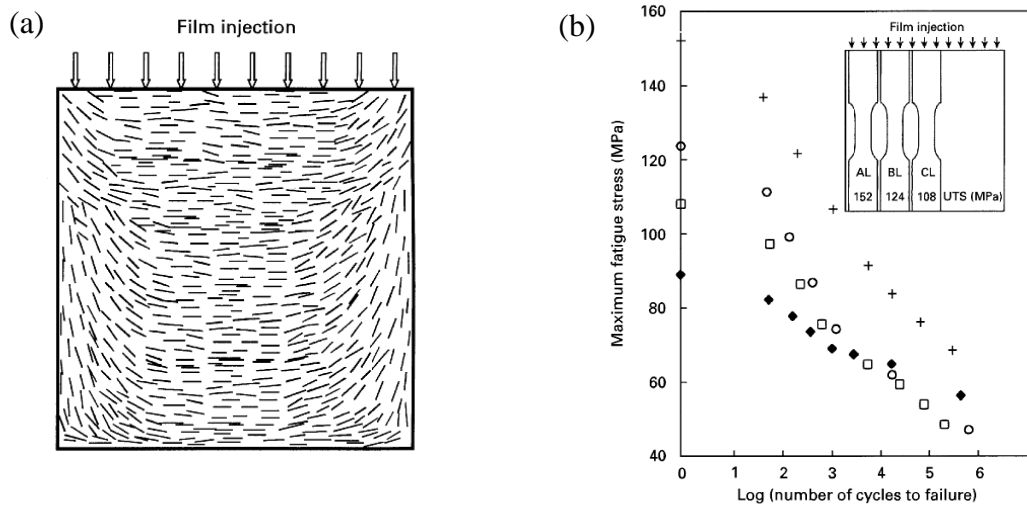 (a)
Film injection
(b)
160
140
120
100
80
60
40
Maximum fatigue stress (MPa)
Film injection
AL BL CL
152 124 108 UTS (MPa)
0 1 2 3 4 5 6
Log (number of cycles to failure)